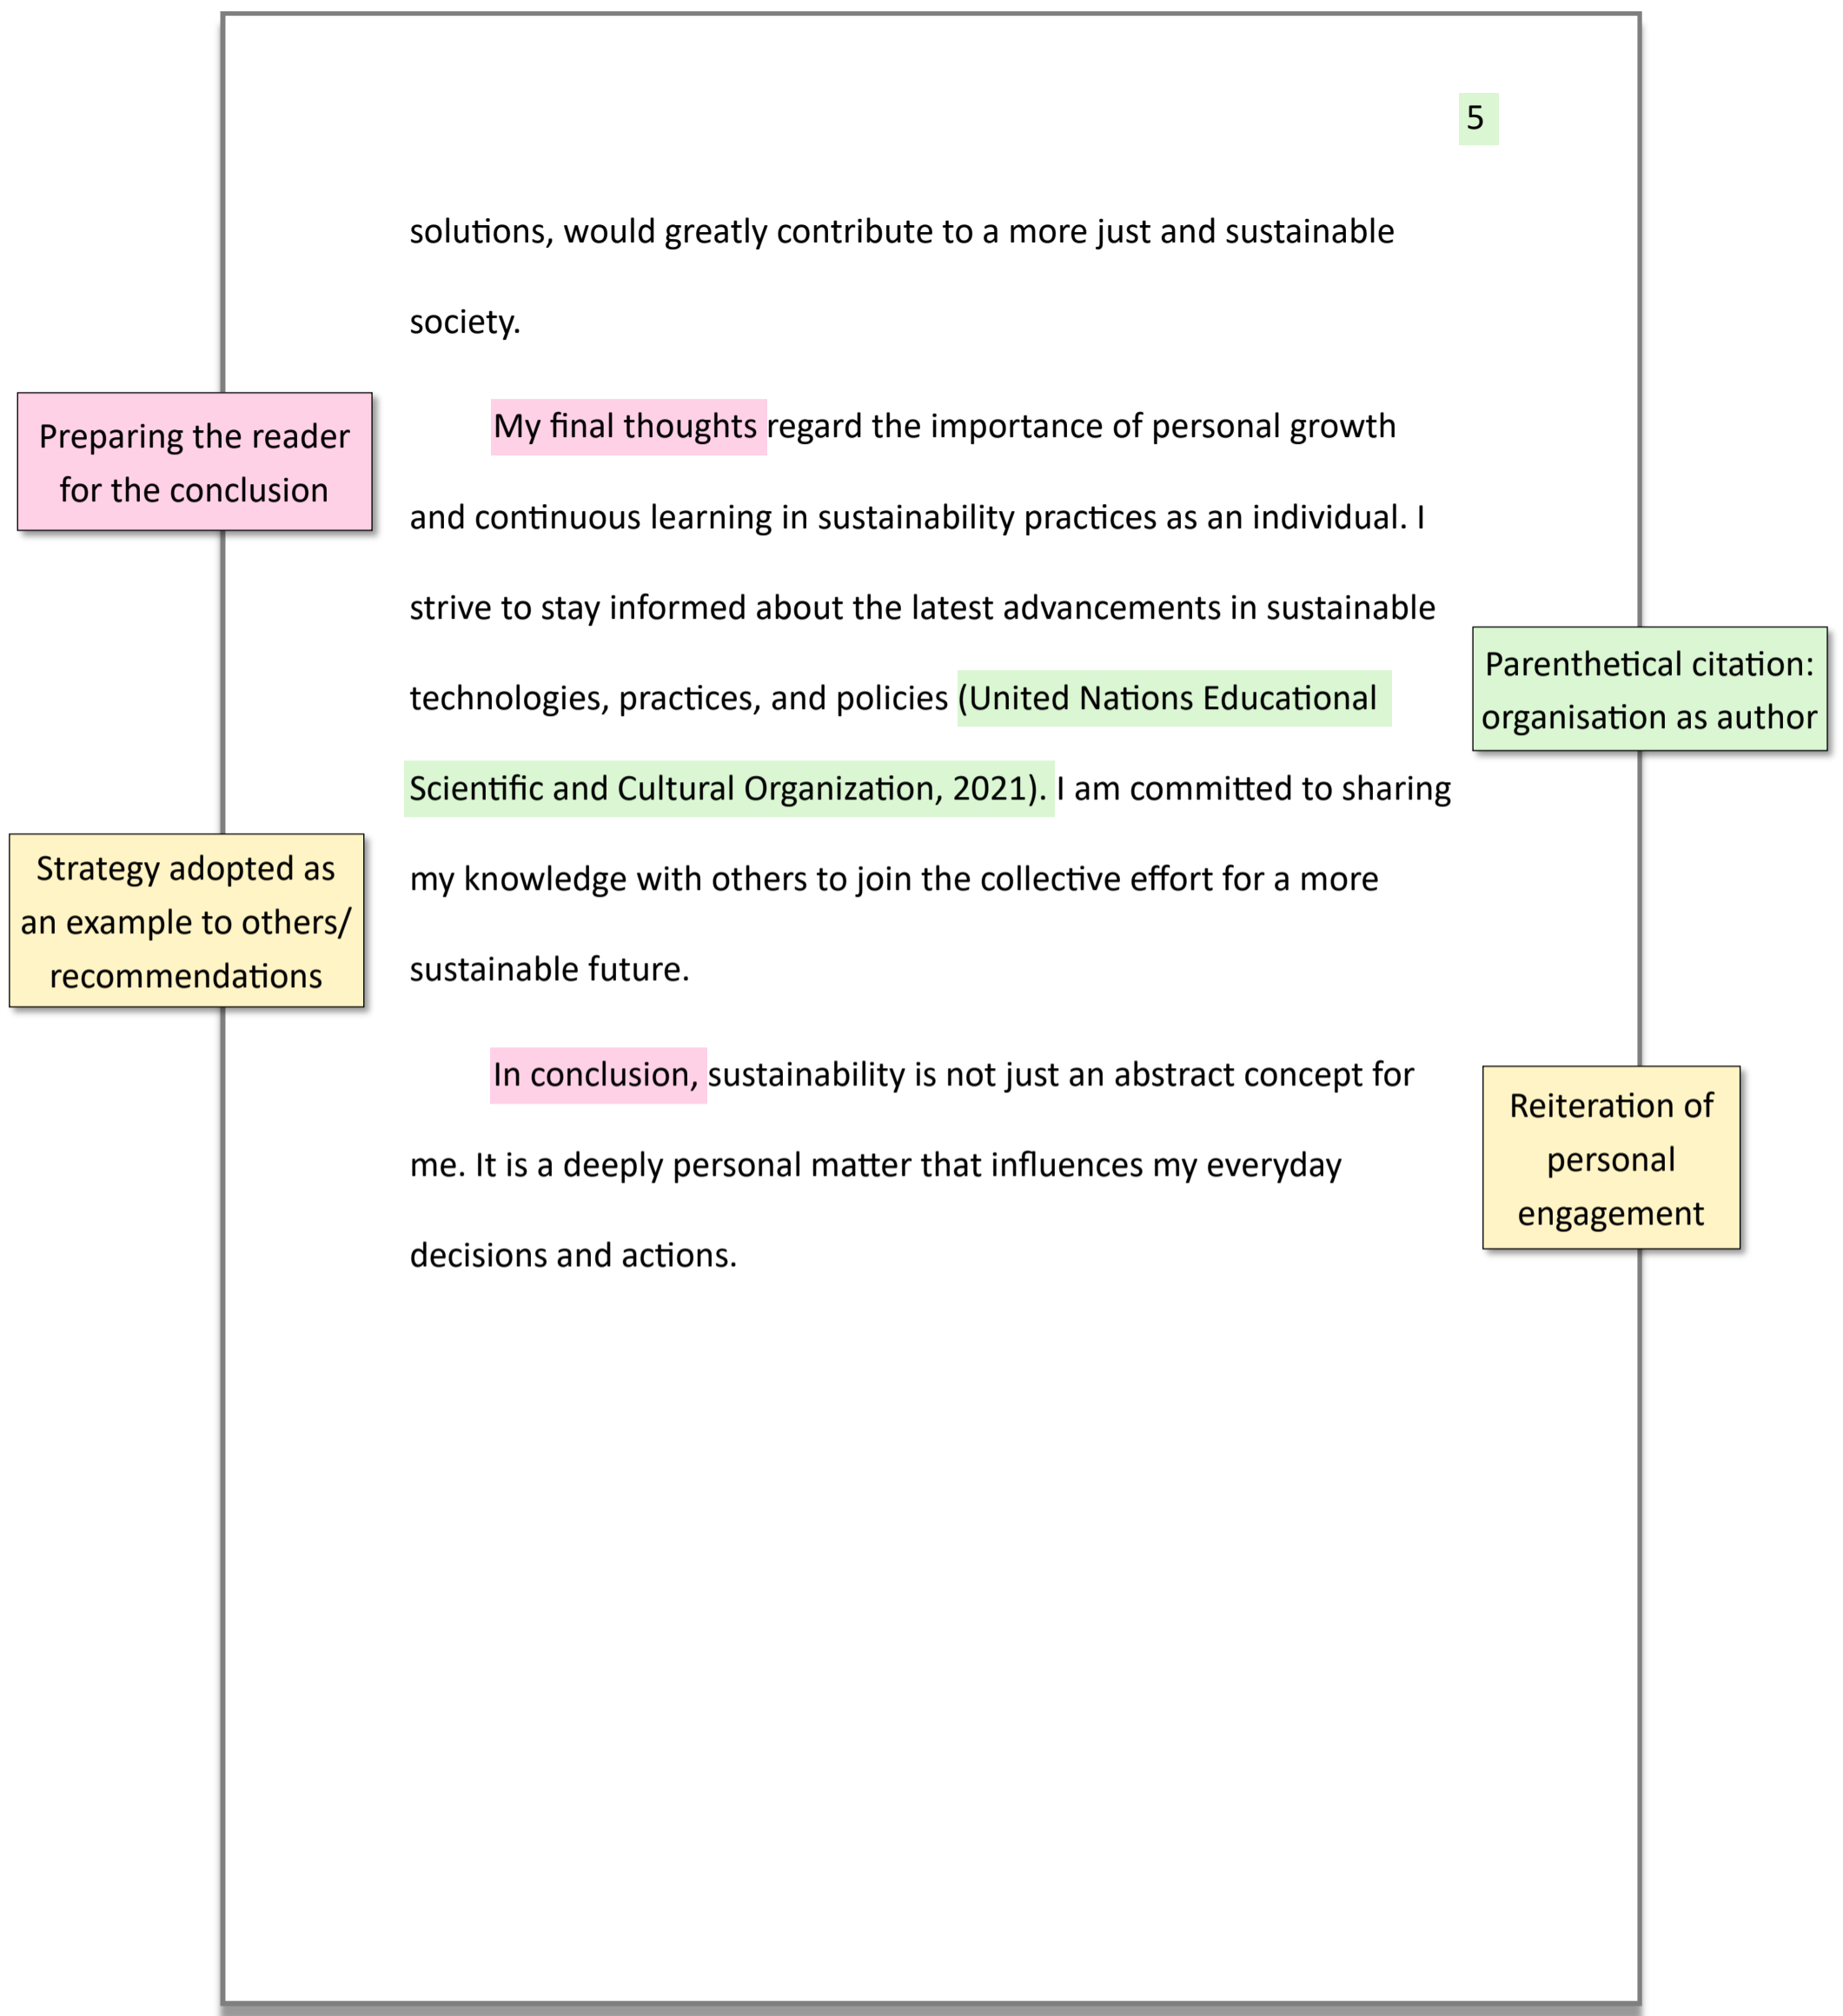 5
solutions, would greatly contribute to a more just and sustainable
society.
Preparing the reader
for the conclusion
My final thoughts regard the importance of personal growth
and continuous learning in sustainability practices as an individual. I
strive to stay informed about the latest advancements in sustainable
technologies, practices, and policies (United Nations Educational
Scientific and Cultural Organization, 2021). I am committed to sharing
my knowledge with others to join the collective effort for a more
sustainable future.
Parenthetical citation:
organisation as author
Strategy adopted as
an example to others/
recommendations
In conclusion, sustainability is not just an abstract concept for
me. It is a deeply personal matter that influences my everyday
decisions and actions.
Reiteration of
personal
engagement